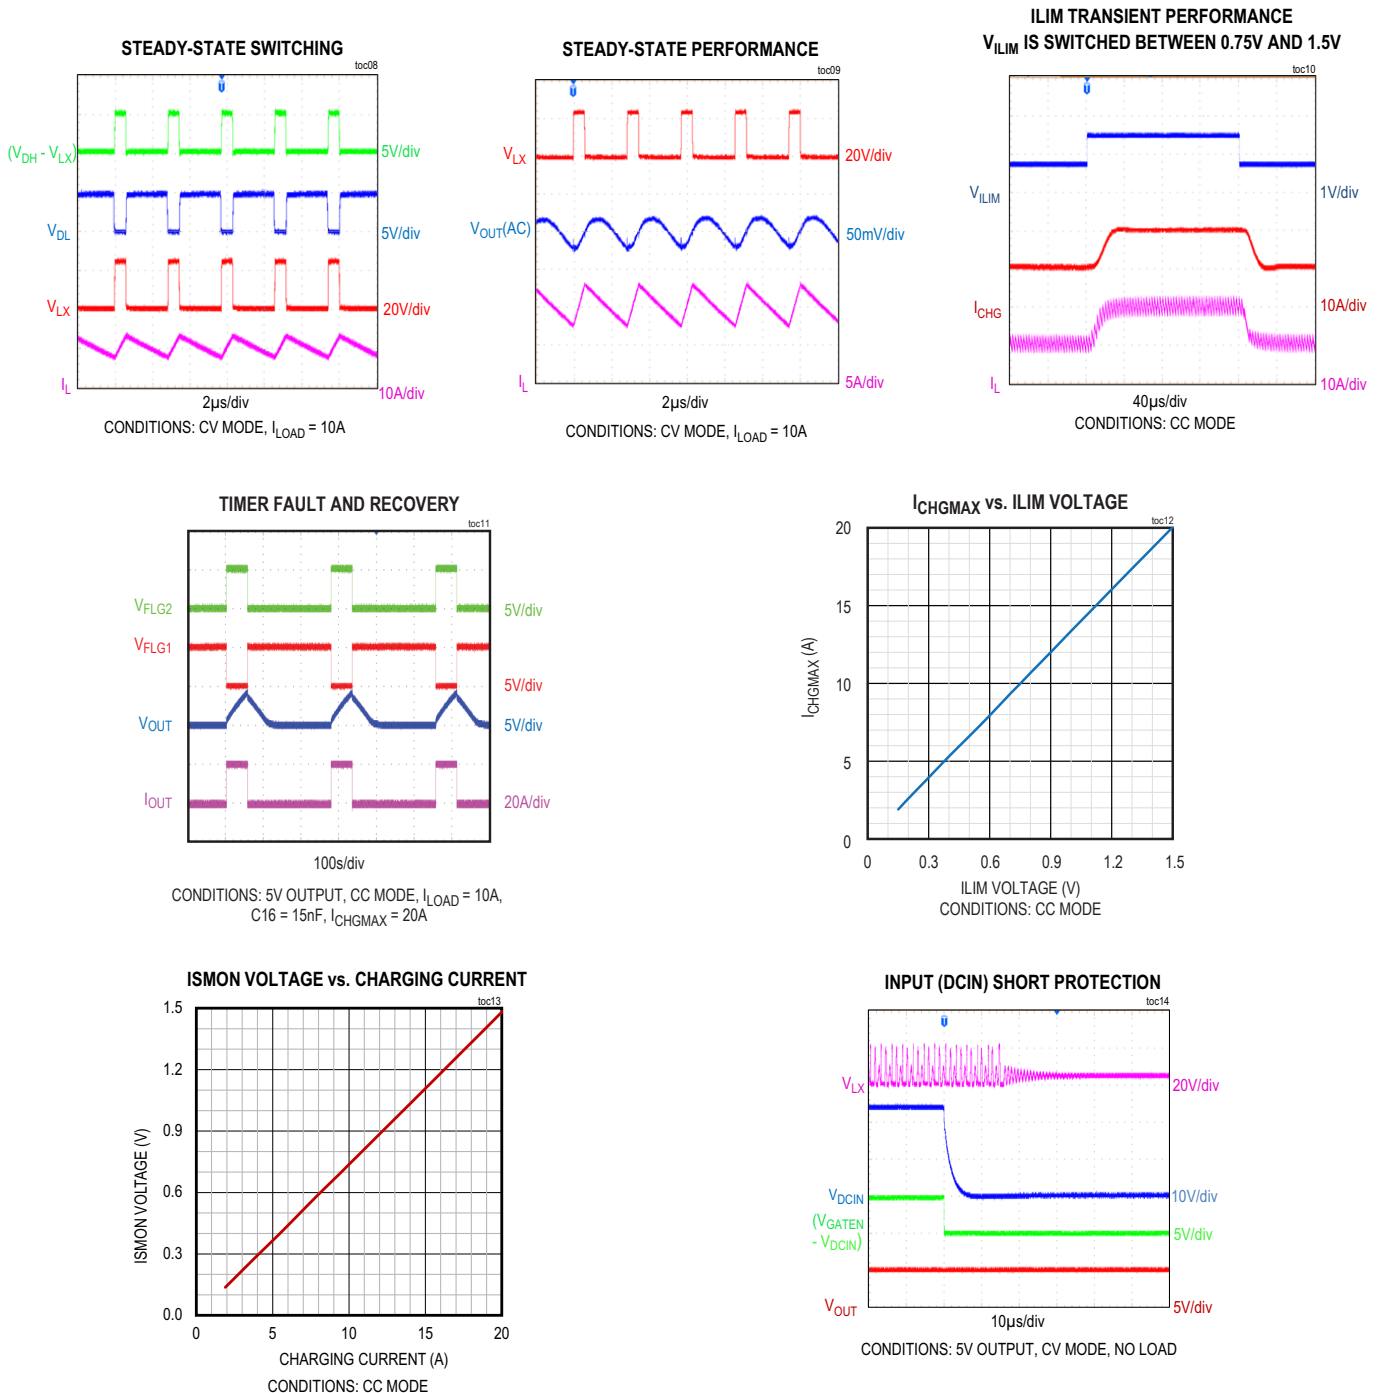 STEADY-STATE SWITCHING
toc08
(VDH - VLX)
5V/div
VDL
5V/div
VLX
20V/div
IL
10A/div
2µs/div
CONDITIONS: CV MODE, ILOAD = 10A
STEADY-STATE PERFORMANCE
toc09
VLX
20V/div
VOUT(AC)
50mV/div
IL
5A/div
2µs/div
CONDITIONS: CV MODE, ILOAD = 10A
ILIM TRANSIENT PERFORMANCE
VILIM IS SWITCHED BETWEEN 0.75V AND 1.5V
toc10
VILIM
1V/div
ICHG
10A/div
IL
10A/div
40µs/div
CONDITIONS: CC MODE
TIMER FAULT AND RECOVERY
toc11
VFLG2
5V/div
VFLG1
5V/div
VOUT
5V/div
IOUT
20A/div
100s/div
CONDITIONS: 5V OUTPUT, CC MODE, ILOAD = 10A,
C16 = 15nF, ICHGMAX = 20A
ICHGMAX vs. ILIM VOLTAGE
toc12
20
15
10
5
0
ICHGMAX (A)
0 0.3 0.6 0.9 1.2 1.5
ILIM VOLTAGE (V)
CONDITIONS: CC MODE
ISMON VOLTAGE vs. CHARGING CURRENT
toc13
1.5
1.2
0.9
0.6
0.3
0.0
ISMON VOLTAGE (V)
0 5 10 15 20
CHARGING CURRENT (A)
CONDITIONS: CC MODE
INPUT (DCIN) SHORT PROTECTION
toc14
VLX
20V/div
VDCIN
10V/div
(VGATEN
- VDCIN)
5V/div
VOUT
5V/div
10µs/div
CONDITIONS: 5V OUTPUT, CV MODE, NO LOAD